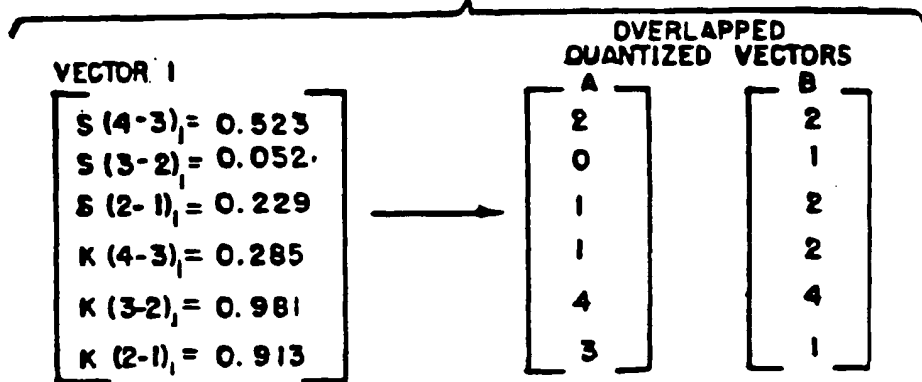 OVERLAPPED
QUANTIZED VECTORS
VECTOR 1
A B
S (4-3)₁ = 0.523 2 2
S (3-2)₁ = 0.052. 0 1
S (2-1)₁ = 0.229 1 2
K (4-3)₁ = 0.285 1 2
K (3-2)₁ = 0.981 4 4
K (2-1)₁ = 0.913 3 1